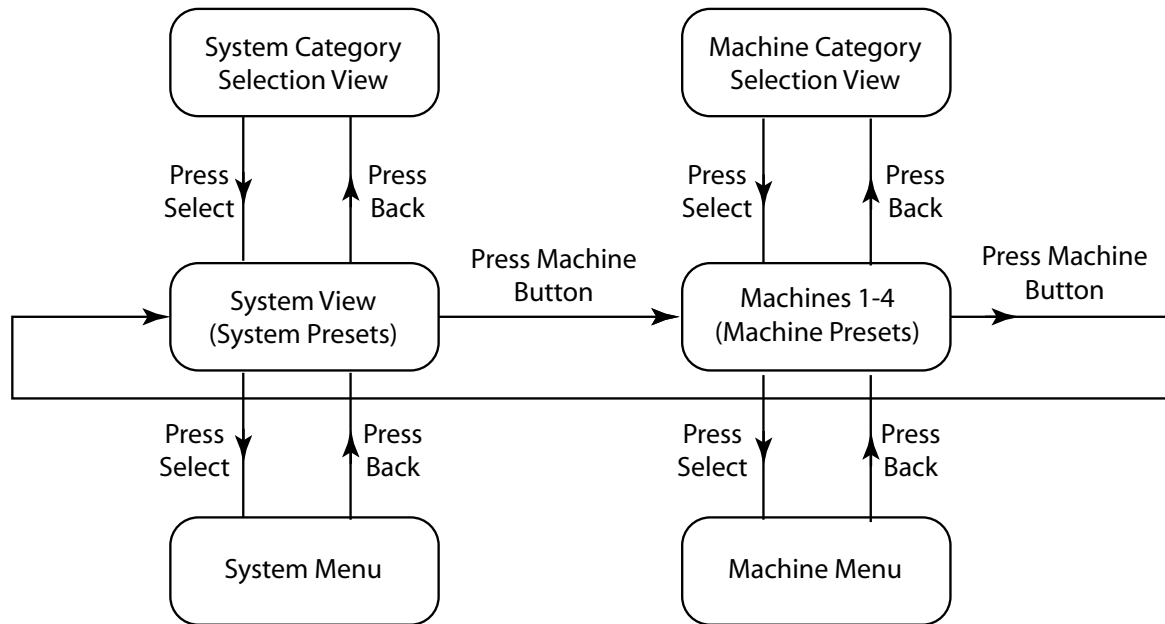 System Category
Selection View
Machine Category
Selection View
Press
Select
Press
Back
Press
Select
Press
Back
System View
(System Presets)
Press Machine
Button
Machines 1-4
(Machine Presets)
Press Machine
Button
Press
Select
Press
Back
Press
Select
Press
Back
System Menu
Machine Menu